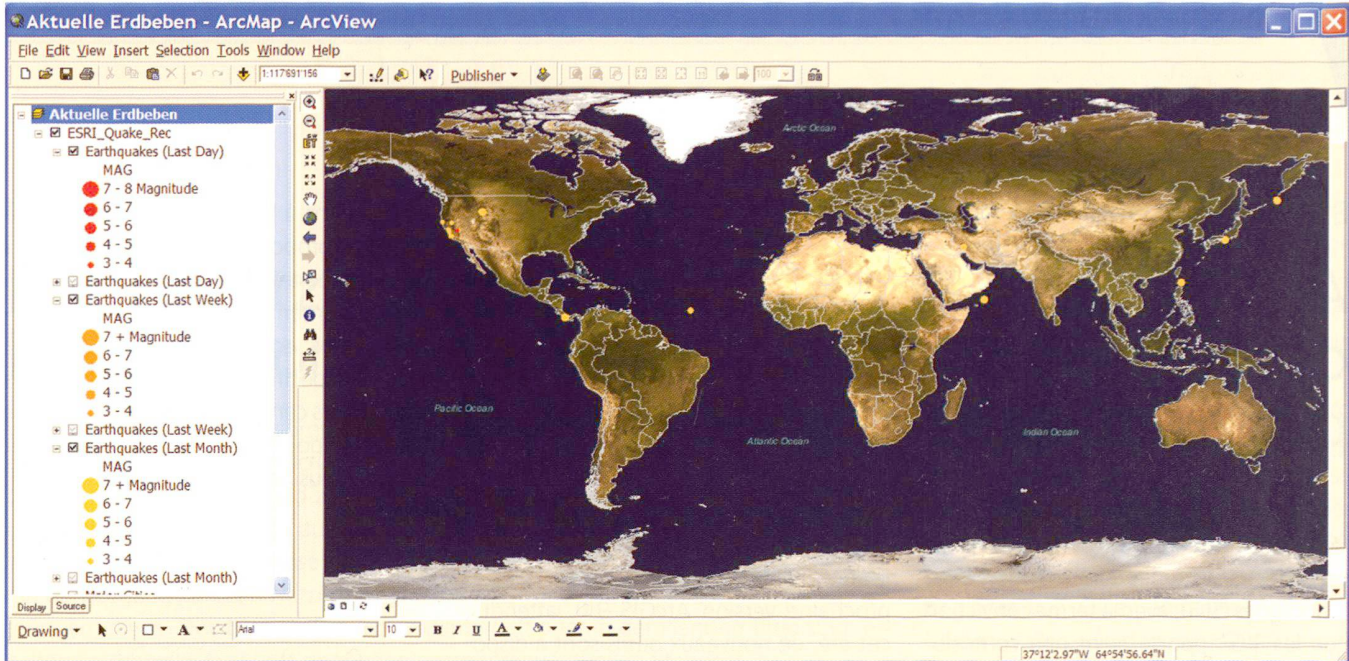 Aktuelle Erdbeben - ArcMap - ArcView
File Edit View Insert Selection Tools Window Help
1:117'691'156
Publisher
100
Aktuelle Erdbeben
ESRI_Quake_Rec
Earthquakes (Last Day)
MAG
7 - 8 Magnitude
6 - 7
5 - 6
4 - 5
3 - 4
Earthquakes (Last Day)
Earthquakes (Last Week)
MAG
7 + Magnitude
6 - 7
5 - 6
4 - 5
3 - 4
Earthquakes (Last Week)
Earthquakes (Last Month)
MAG
7 + Magnitude
6 - 7
5 - 6
4 - 5
3 - 4
Earthquakes (Last Month)
Major Cities
Display Source
Arctic Ocean
Pacific Ocean
Atlantic Ocean
Indian Ocean
Drawing
A
Arial
10
B I U
A
37°12'2.97"W 64°54'56.64"N